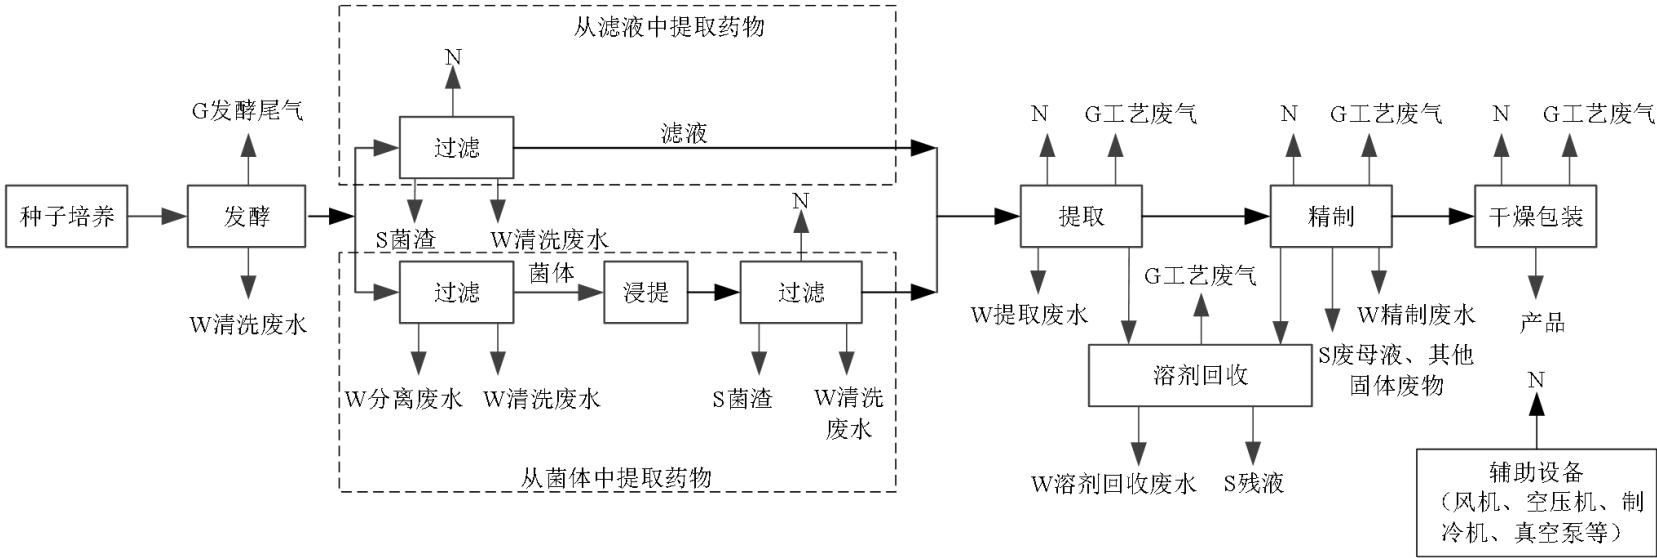 从滤液中提取药物
N
G发酵尾气
过滤
滤液
N
G工艺废气
N
G工艺废气
N
G工艺废气
种子培养
发酵
S菌渣
W清洗废水
N
提取
精制
干燥包装
W清洗废水
过滤
菌体
浸提
过滤
W提取废水
G工艺废气
W精制废水
产品
W分离废水
W清洗废水
S菌渣
W清洗
废水
溶剂回收
S废母液、其他
固体废物
N
从菌体中提取药物
W溶剂回收废水
S残液
辅助设备
（风机、空压机、制
冷机、真空泵等）